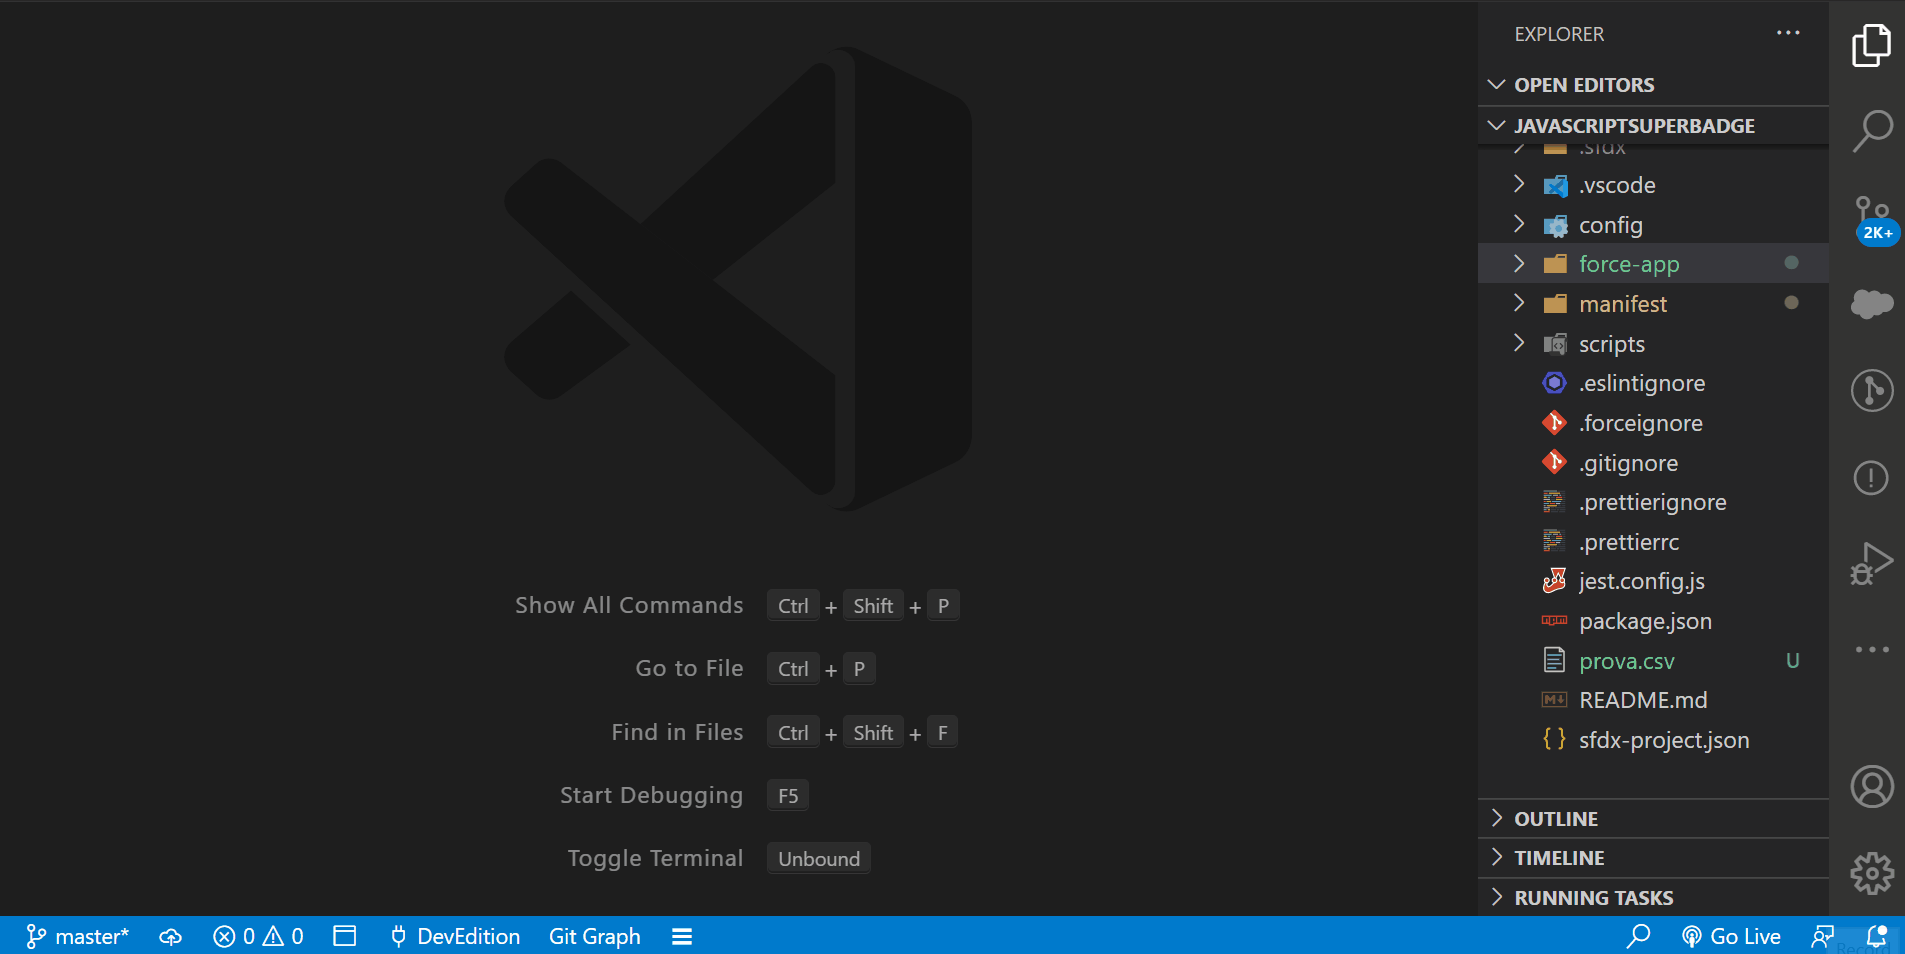 EXPLORER
OPEN EDITORS
JAVASCRIPTSUPERBADGE
.sfdx
.vscode
config
force-app
manifest
scripts
.eslintignore
.forceignore
.gitignore
.prettierignore
.prettierrc
jest.config.js
package.json
prova.csv U
README.md
sfdx-project.json
OUTLINE
TIMELINE
RUNNING TASKS
2K+
Show All Commands Ctrl + Shift + P
Go to File Ctrl + P
Find in Files Ctrl + Shift + F
Start Debugging F5
Toggle Terminal Unbound
master* 0 0 DevEdition Git Graph Go Live
Record